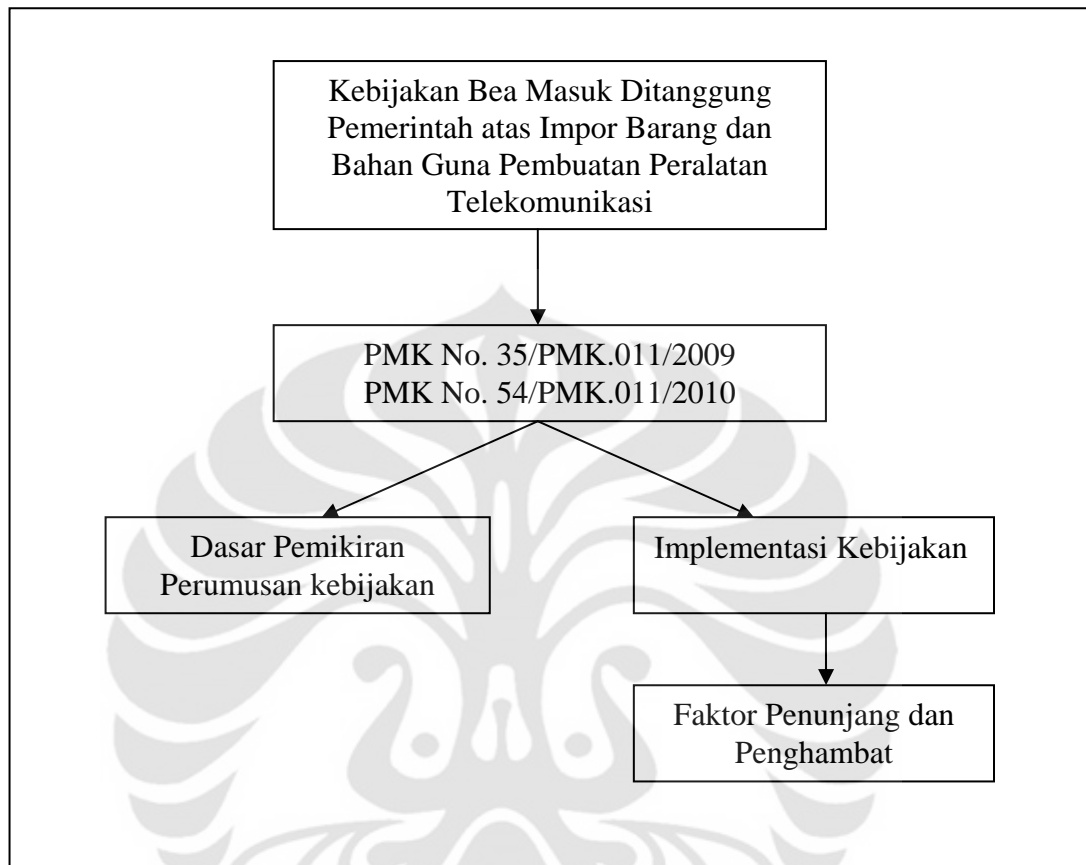 Kebijakan Bea Masuk Ditanggung
Pemerintah atas Impor Barang dan
Bahan Guna Pembuatan Peralatan
Telekomunikasi
PMK No. 35/PMK.011/2009
PMK No. 54/PMK.011/2010
Dasar Pemikiran
Perumusan kebijakan
Implementasi Kebijakan
Faktor Penunjang dan
Penghambat